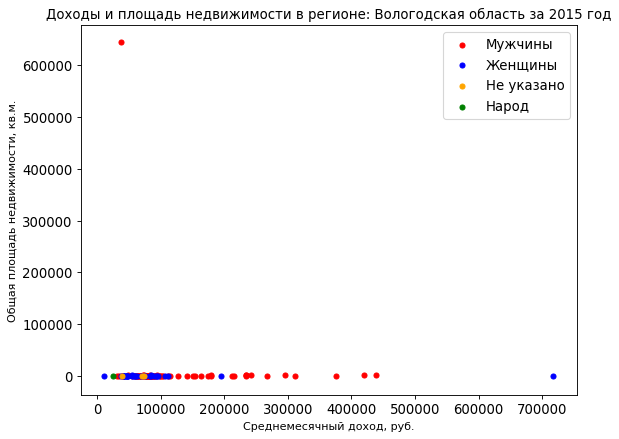 Доходы и площадь недвижимости в регионе: Вологодская область за 2015 год
Мужчины
Женщины
Не указано
Народ
Общая площадь недвижимости, кв.м.
600000
500000
400000
300000
200000
100000
0
0 100000 200000 300000 400000 500000 600000 700000
Среднемесячный доход, руб.